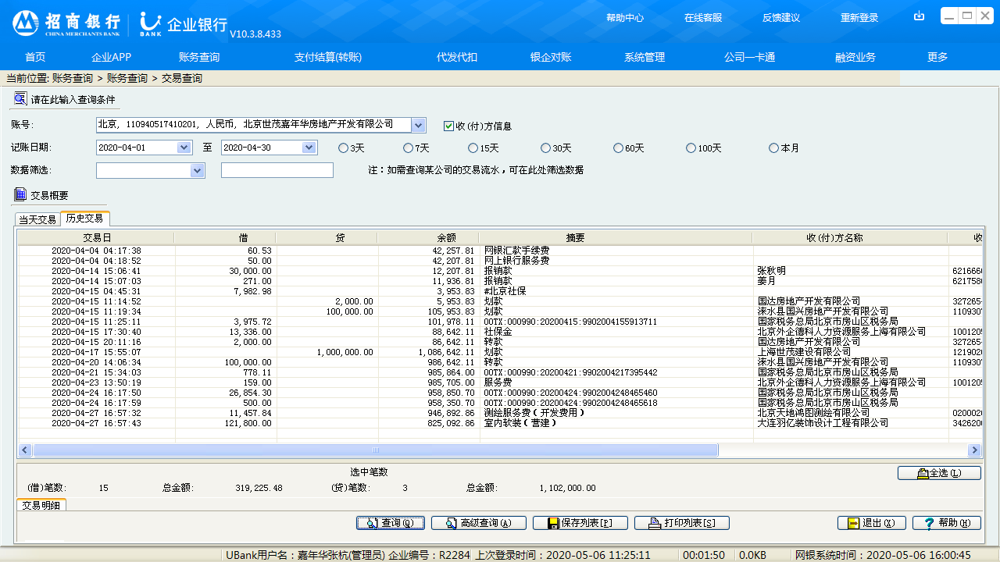 招商银行 CHINA MERCHANTS BANK BANK 企业银行 V10.3.8.433 帮助中心 在线客服 反馈建议 重新登录
首页 企业APP 账务查询 支付结算(转账) 代发代扣 银企对账 系统管理 公司一卡通 融资业务 更多
当前位置: 账务查询 > 账务查询 > 交易查询
请在此输入查询条件
账号: 北京, 110940517410201, 人民币, 北京世茂嘉年华房地产开发有限公司 收(付)方信息
记账日期: 2020-04-01 至 2020-04-30 3天 7天 15天 30天 60天 100天 本月
数据筛选: 注：如需查询某公司的交易流水，可在此处筛选数据
交易概要
当天交易 历史交易
交易日 借 贷 余额 摘要 收(付)方名称 收
2020-04-04 04:17:38 60.53 42,257.81 网银汇款手续费
2020-04-04 04:18:52 50.00 42,207.81 网上银行服务费
2020-04-14 15:06:41 30,000.00 12,207.81 报销款 张秋明 621666
2020-04-14 15:07:03 271.00 11,936.81 报销款 姜月 621758
2020-04-15 04:45:31 7,982.98 3,953.83 #北京社保
2020-04-15 11:14:52 2,000.00 5,953.83 划款 国达房地产开发有限公司 327265
2020-04-15 11:19:34 100,000.00 105,953.83 划款 涞水县国兴房地产开发有限公司 110930
2020-04-15 11:25:11 3,975.72 101,978.11 00TX:000990:20200415:9902004155913711 国家税务总局北京市房山区税务局
2020-04-15 17:30:40 13,336.00 88,642.11 社保金 北京外企德科人力资源服务上海有限公司 100120
2020-04-15 20:11:16 2,000.00 86,642.11 转款 国达房地产开发有限公司 327265
2020-04-17 15:55:07 1,000,000.00 1,086,642.11 划款 上海世茂建设有限公司 121902
2020-04-20 14:06:34 100,000.00 986,642.11 转款 涞水县国兴房地产开发有限公司 110930
2020-04-21 15:34:03 778.11 985,864.00 00TX:000990:20200421:9902004217395442 国家税务总局北京市房山区税务局
2020-04-23 13:50:19 159.00 985,705.00 服务费 北京外企德科人力资源服务上海有限公司 100120
2020-04-24 16:17:50 26,854.30 958,850.70 00TX:000990:20200424:9902004248465460 国家税务总局北京市房山区税务局
2020-04-24 16:17:59 500.00 958,350.70 00TX:000990:20200424:9902004248465618 国家税务总局北京市房山区税务局
2020-04-27 16:57:32 11,457.84 946,892.86 测绘服务费（开发费用） 北京天地鸿图测绘有限公司 020002
2020-04-27 16:57:43 121,800.00 825,092.86 室内软装（营建） 大连羽亿装饰设计工程有限公司 342620
选中笔数 全选(L)
(借)笔数: 15 总金额: 319,225.48 (贷)笔数: 3 总金额: 1,102,000.00
交易明细
查询(Q) 高级查询(A) 保存列表[P] 打印列表[S] 退出(X) 帮助(H)
UBank用户名：嘉年华张杭(管理员) 企业编号：R2284 上次登录时间：2020-05-06 11:25:11 00:01:50 0.0KB 网银系统时间：2020-05-06 16:00:45